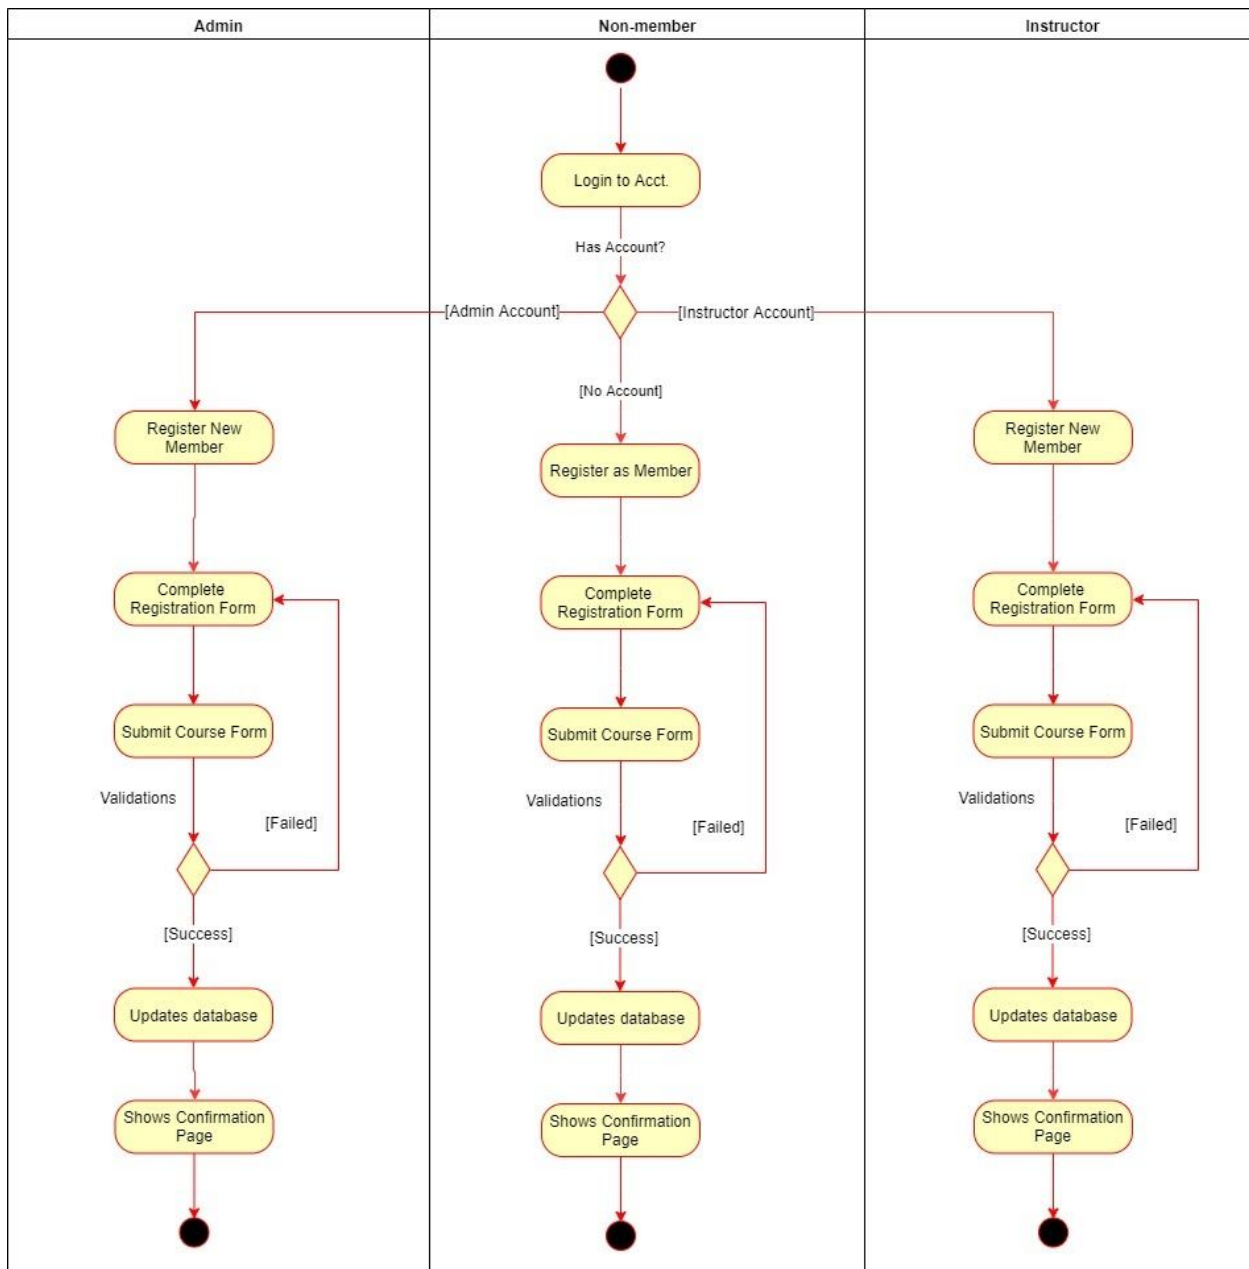 Admin
Non-member
Instructor
Login to Acct.
Has Account?
[Admin Account]
[Instructor Account]
[No Account]
Register New
Member
Register as Member
Register New
Member
Complete
Registration Form
Complete
Registration Form
Complete
Registration Form
Submit Course Form
Submit Course Form
Submit Course Form
Validations
[Failed]
Validations
[Failed]
Validations
[Failed]
[Success]
[Success]
[Success]
Updates database
Updates database
Updates database
Shows Confirmation
Page
Shows Confirmation
Page
Shows Confirmation
Page